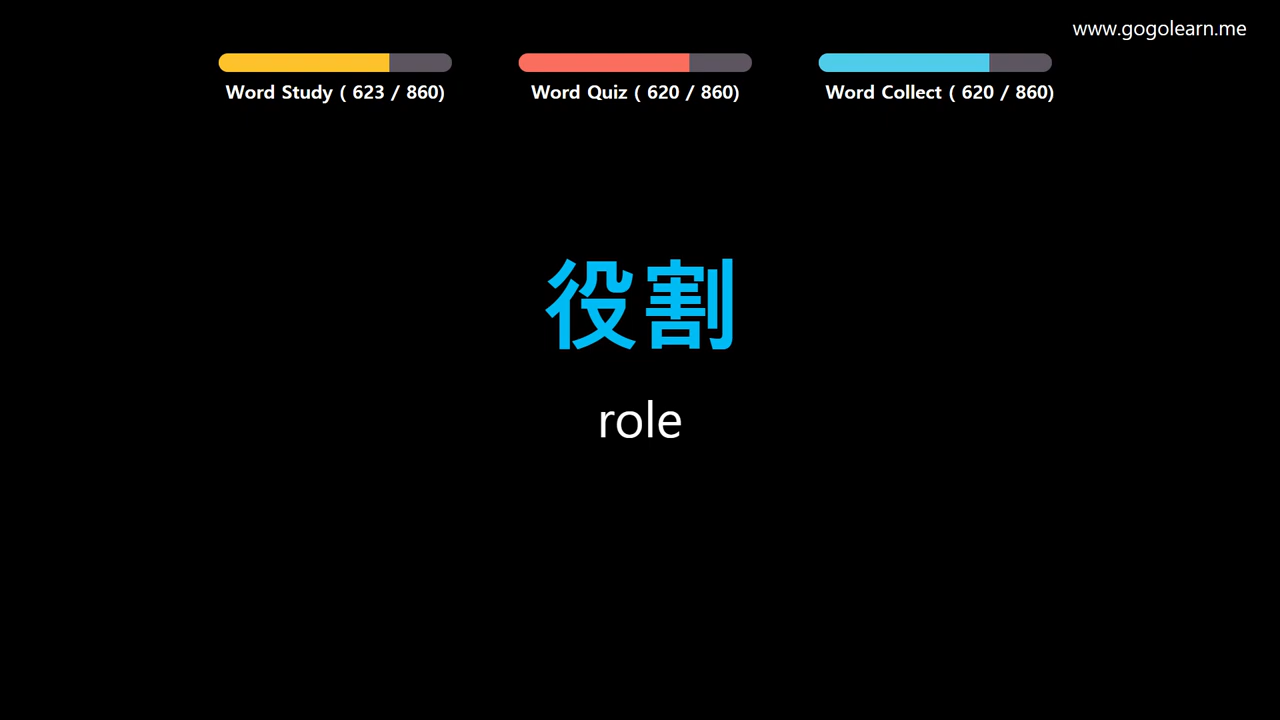 www.gogolearn.me
Word Study ( 623 / 860)
Word Quiz ( 620 / 860)
Word Collect ( 620 / 860)
役割
role